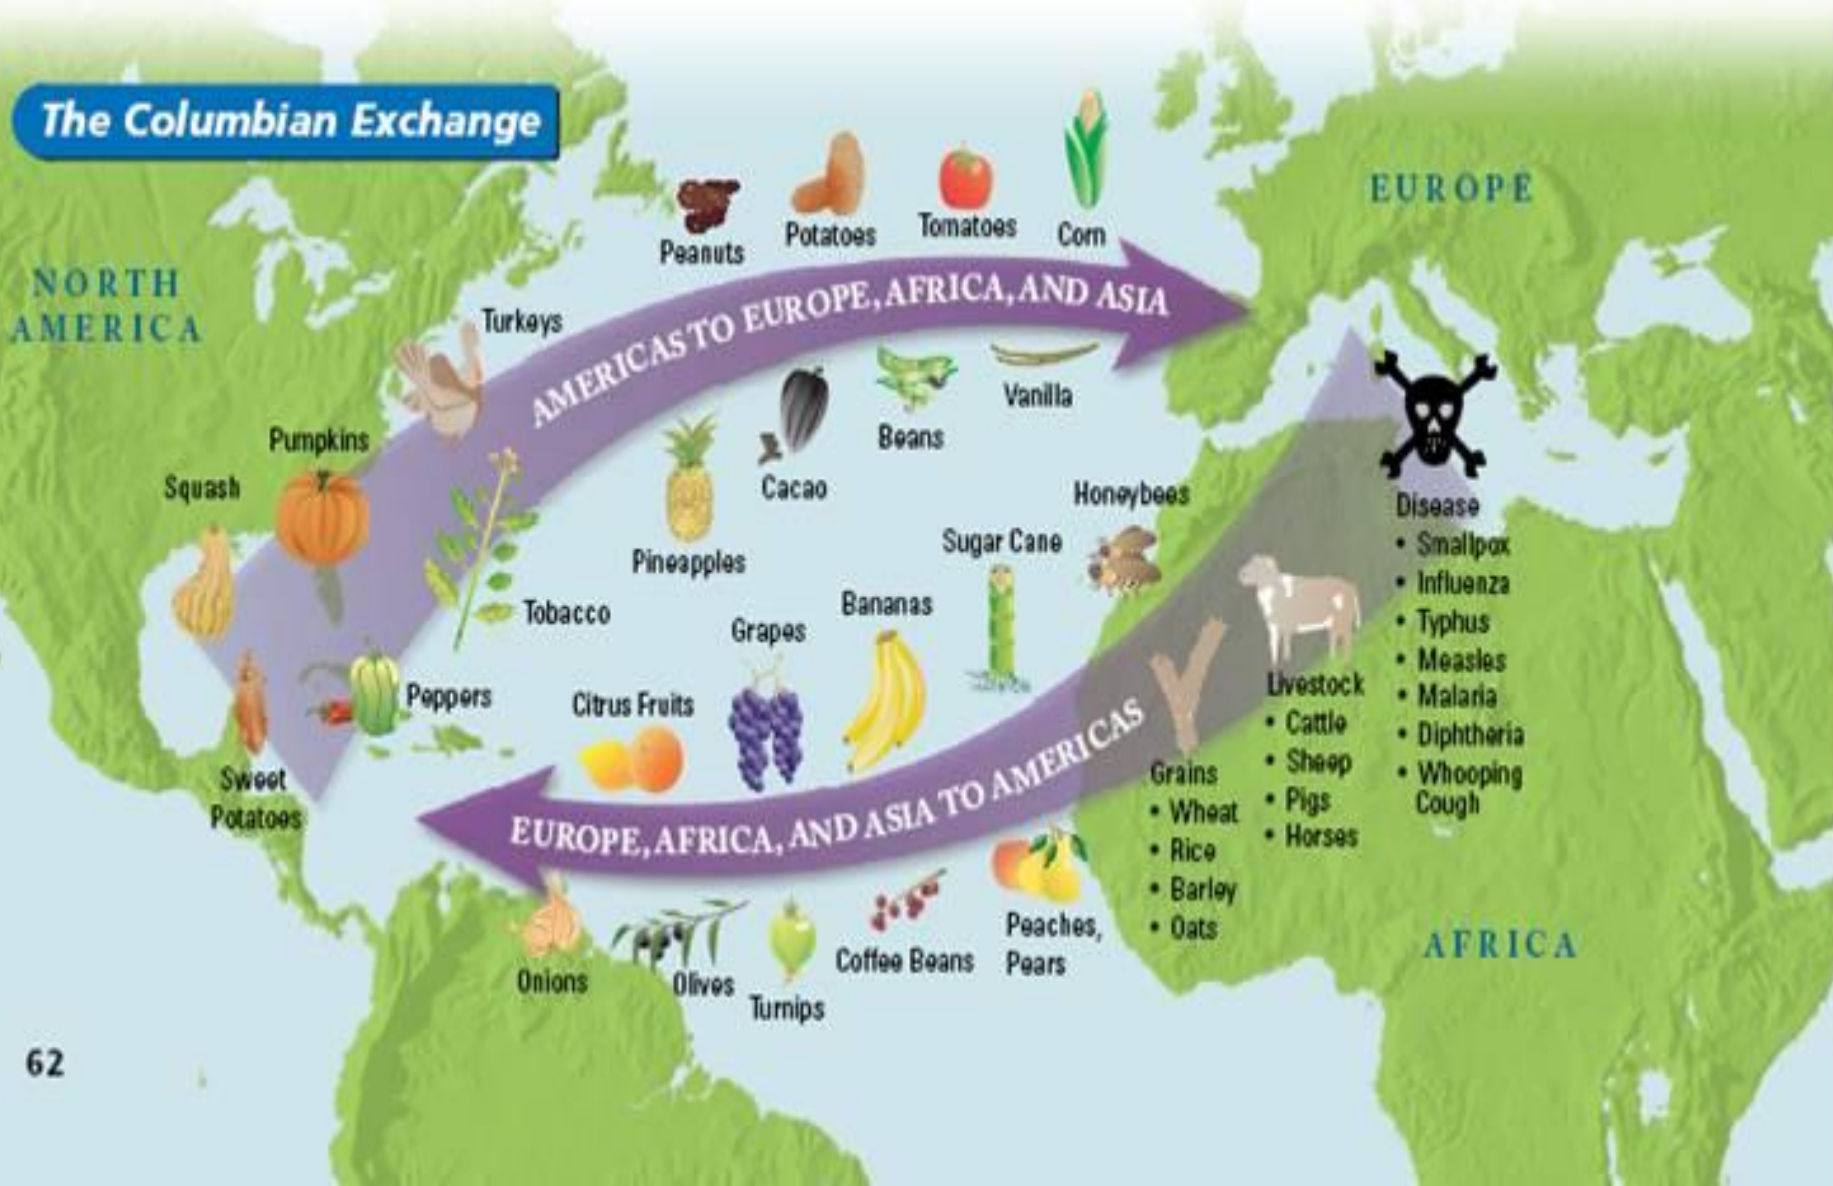 The Columbian Exchange
NORTH
AMERICA
EUROPE
AFRICA
Peanuts
Potatoes
Tomatoes
Corn
Turkeys
AMERICAS TO EUROPE, AFRICA, AND ASIA
Pumpkins
Squash
Pineapples
Cacao
Beans
Vanilla
Tobacco
Peppers
Sweet
Potatoes
Honeybees
Sugar Cane
Bananas
Grapes
Citrus Fruits
EUROPE, AFRICA, AND ASIA TO AMERICAS
Onions
Olives
Turnips
Coffee Beans
Peaches,
Pears
Grains
• Wheat
• Rice
• Barley
• Oats
Livestock
• Cattle
• Sheep
• Pigs
• Horses
Disease
• Smallpox
• Influenza
• Typhus
• Measles
• Malaria
• Diphtheria
• Whooping
Cough
62